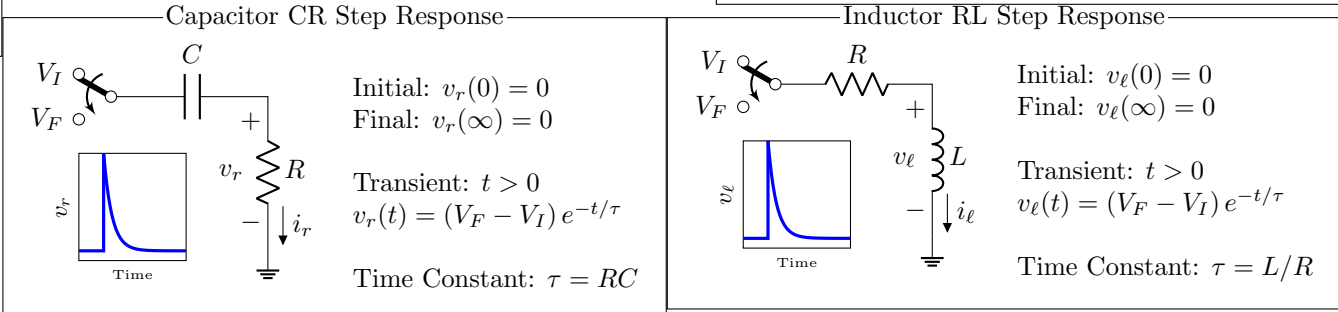 Capacitor CR Step Response
V_I
V_F
C
+
v_r
R
−
i_r
v_r
Time
Initial: v_r(0) = 0
Final: v_r(∞) = 0
Transient: t > 0
v_r(t) = (V_F − V_I) e^{−t/τ}
Time Constant: τ = RC
Inductor RL Step Response
V_I
V_F
R
+
v_ℓ
L
−
i_ℓ
v_ℓ
Time
Initial: v_ℓ(0) = 0
Final: v_ℓ(∞) = 0
Transient: t > 0
v_ℓ(t) = (V_F − V_I) e^{−t/τ}
Time Constant: τ = L/R